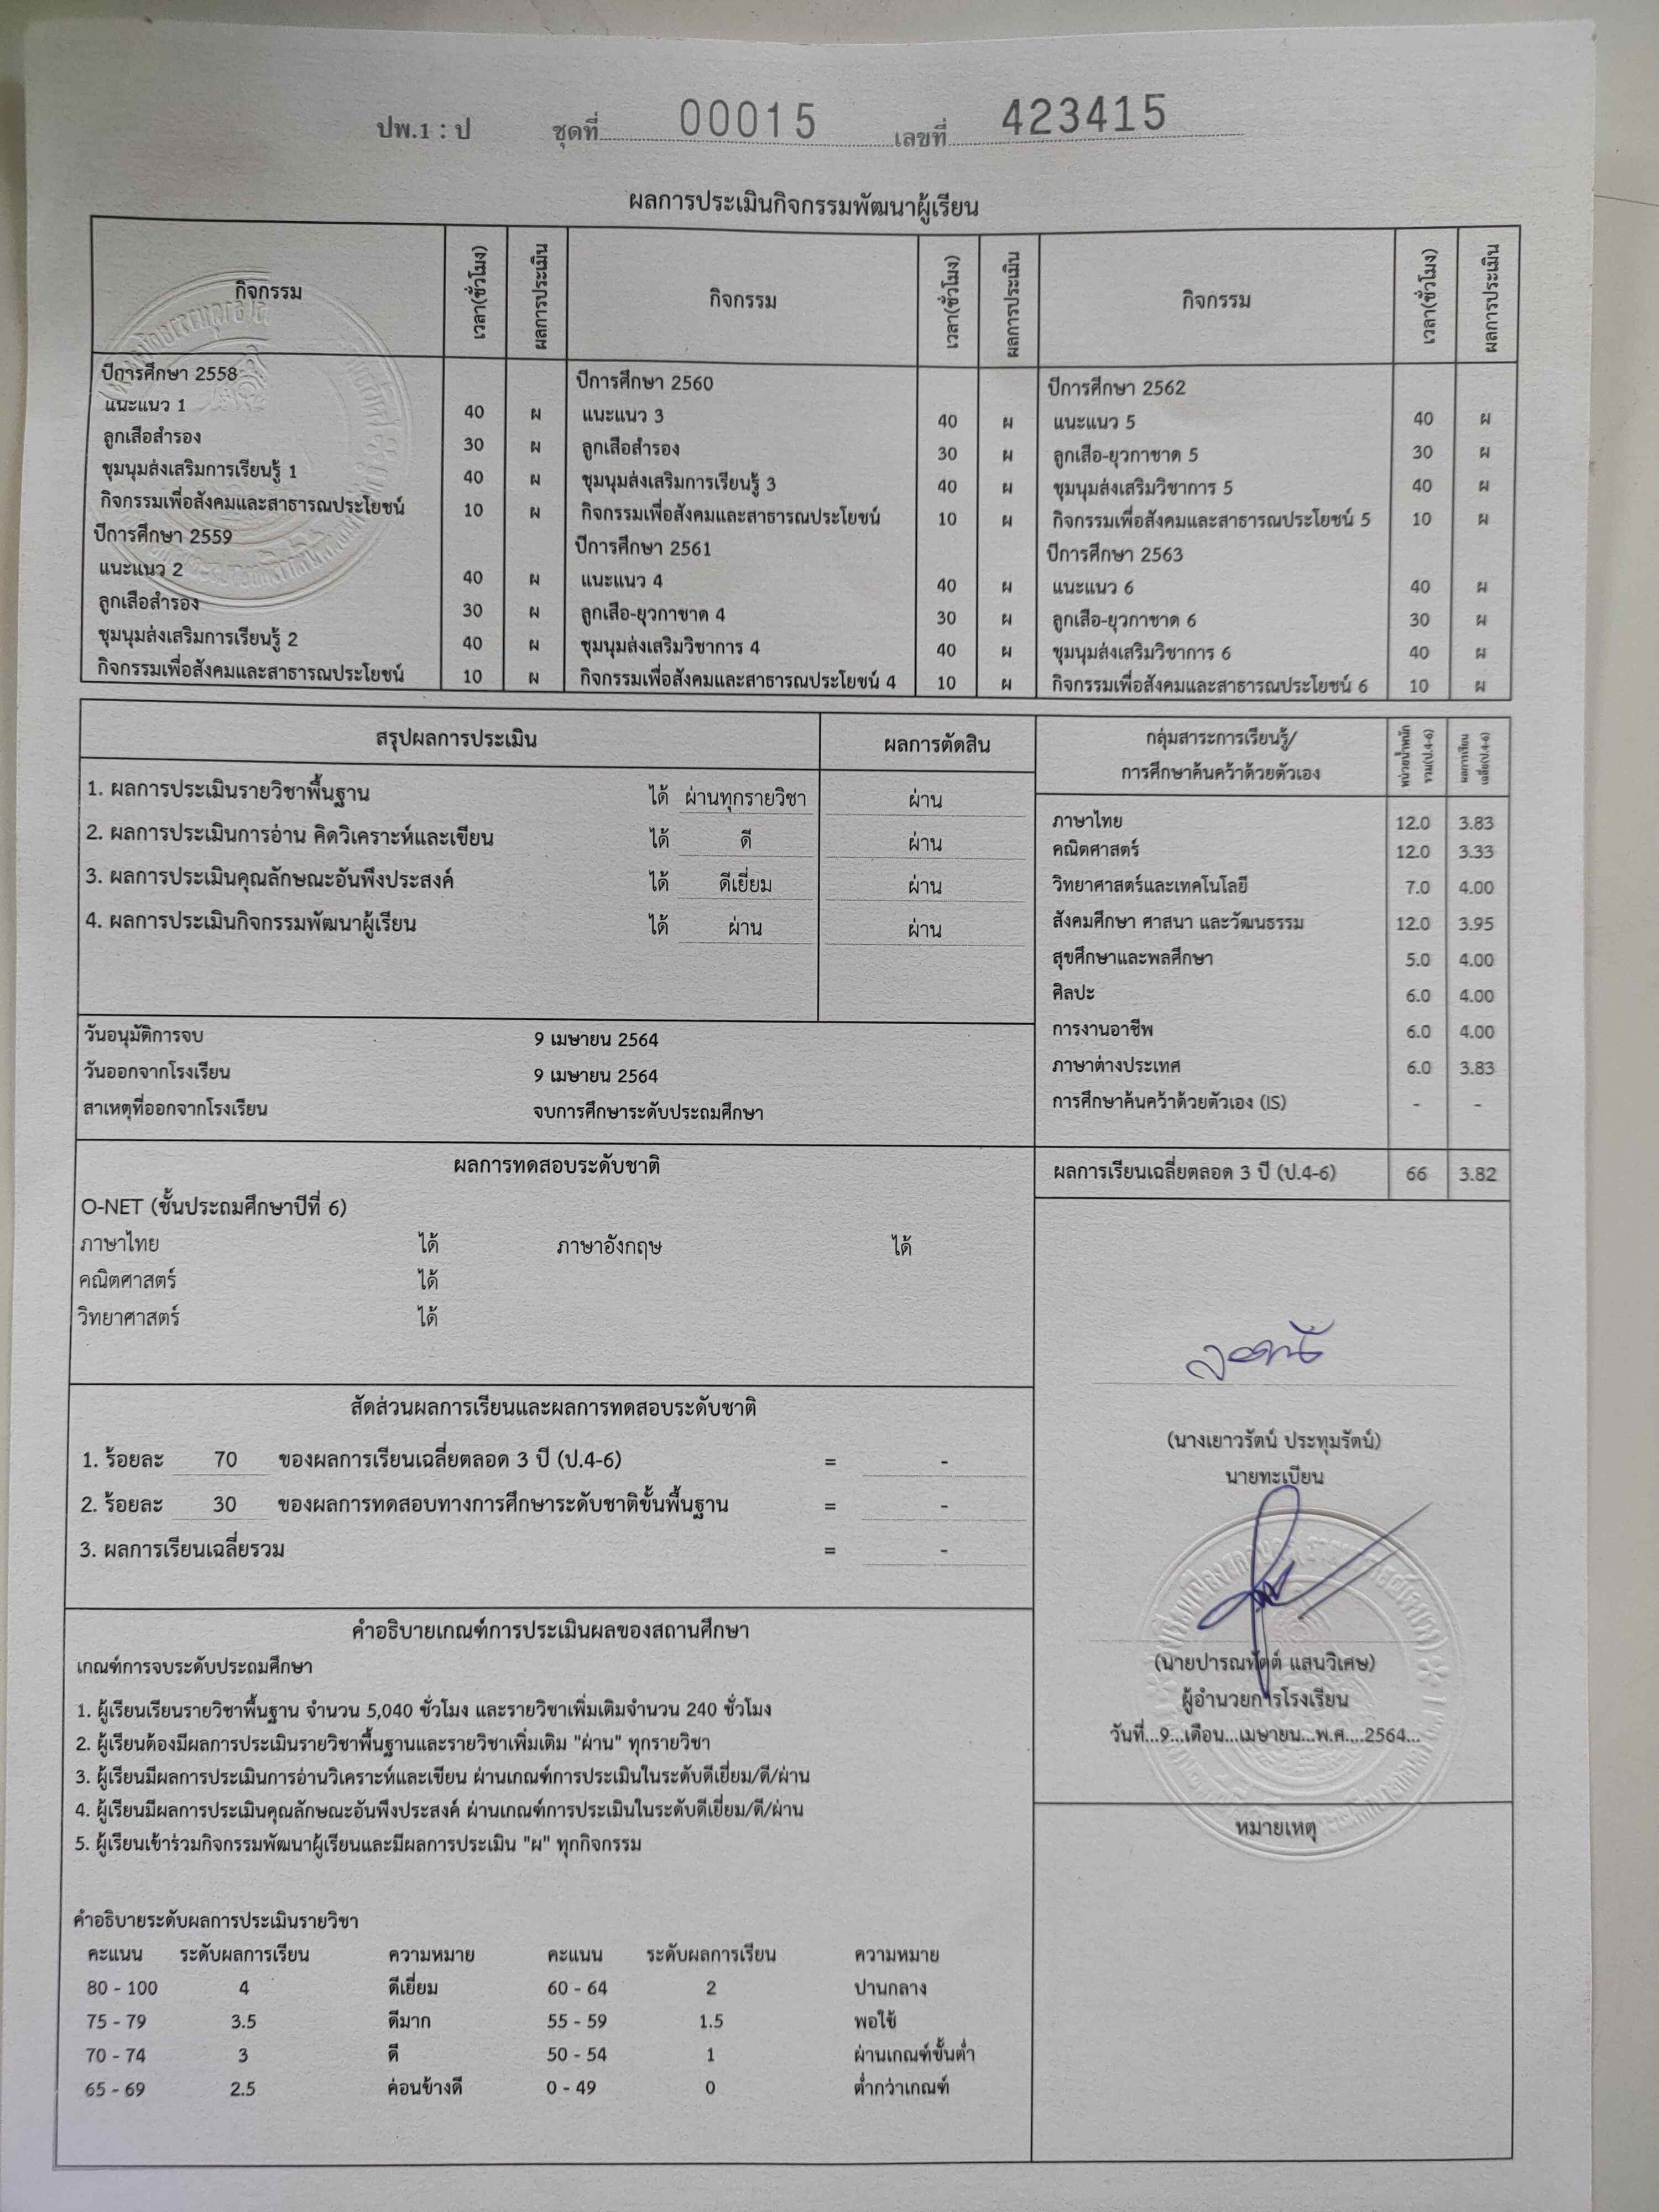 ปพ.1 : ป ชุดที่ 00015 เลขที่ 423415
ผลการประเมินกิจกรรมพัฒนาผู้เรียน
กิจกรรม เวลา(ชั่วโมง) ผลการประเมิน กิจกรรม เวลา(ชั่วโมง) ผลการประเมิน กิจกรรม เวลา(ชั่วโมง) ผลการประเมิน
ปีการศึกษา 2558 ปีการศึกษา 2560 ปีการศึกษา 2562
แนะแนว 1 40 ผ แนะแนว 3 40 ผ แนะแนว 5 40 ผ
ลูกเสือสำรอง 30 ผ ลูกเสือสำรอง 30 ผ ลูกเสือ-ยุวกาชาด 5 30 ผ
ชุมนุมส่งเสริมการเรียนรู้ 1 40 ผ ชุมนุมส่งเสริมการเรียนรู้ 3 40 ผ ชุมนุมส่งเสริมวิชาการ 5 40 ผ
กิจกรรมเพื่อสังคมและสาธารณประโยชน์ 10 ผ กิจกรรมเพื่อสังคมและสาธารณประโยชน์ 10 ผ กิจกรรมเพื่อสังคมและสาธารณประโยชน์ 5 10 ผ
ปีการศึกษา 2559 ปีการศึกษา 2561 ปีการศึกษา 2563
แนะแนว 2 40 ผ แนะแนว 4 40 ผ แนะแนว 6 40 ผ
ลูกเสือสำรอง 30 ผ ลูกเสือ-ยุวกาชาด 4 30 ผ ลูกเสือ-ยุวกาชาด 6 30 ผ
ชุมนุมส่งเสริมการเรียนรู้ 2 40 ผ ชุมนุมส่งเสริมวิชาการ 4 40 ผ ชุมนุมส่งเสริมวิชาการ 6 40 ผ
กิจกรรมเพื่อสังคมและสาธารณประโยชน์ 10 ผ กิจกรรมเพื่อสังคมและสาธารณประโยชน์ 4 10 ผ กิจกรรมเพื่อสังคมและสาธารณประโยชน์ 6 10 ผ
สรุปผลการประเมิน ผลการตัดสิน
1. ผลการประเมินรายวิชาพื้นฐาน ได้ ผ่านทุกรายวิชา ผ่าน
2. ผลการประเมินการอ่าน คิดวิเคราะห์และเขียน ได้ ดี ผ่าน
3. ผลการประเมินคุณลักษณะอันพึงประสงค์ ได้ ดีเยี่ยม ผ่าน
4. ผลการประเมินกิจกรรมพัฒนาผู้เรียน ได้ ผ่าน ผ่าน
วันอนุมัติการจบ 9 เมษายน 2564
วันออกจากโรงเรียน 9 เมษายน 2564
สาเหตุที่ออกจากโรงเรียน จบการศึกษาระดับประถมศึกษา
ผลการทดสอบระดับชาติ
O-NET (ชั้นประถมศึกษาปีที่ 6)
ภาษาไทย ได้ ภาษาอังกฤษ ได้
คณิตศาสตร์ ได้
วิทยาศาสตร์ ได้
สัดส่วนผลการเรียนและผลการทดสอบระดับชาติ
1. ร้อยละ 70 ของผลการเรียนเฉลี่ยตลอด 3 ปี (ป.4-6) = -
2. ร้อยละ 30 ของผลการทดสอบทางการศึกษาระดับชาติขั้นพื้นฐาน = -
3. ผลการเรียนเฉลี่ยรวม = -
คำอธิบายเกณฑ์การประเมินผลของสถานศึกษา
เกณฑ์การจบระดับประถมศึกษา
1. ผู้เรียนเรียนรายวิชาพื้นฐาน จำนวน 5,040 ชั่วโมง และรายวิชาเพิ่มเติมจำนวน 240 ชั่วโมง
2. ผู้เรียนต้องมีผลการประเมินรายวิชาพื้นฐานและรายวิชาเพิ่มเติม "ผ่าน" ทุกรายวิชา
3. ผู้เรียนมีผลการประเมินการอ่านวิเคราะห์และเขียน ผ่านเกณฑ์การประเมินในระดับดีเยี่ยม/ดี/ผ่าน
4. ผู้เรียนมีผลการประเมินคุณลักษณะอันพึงประสงค์ ผ่านเกณฑ์การประเมินในระดับดีเยี่ยม/ดี/ผ่าน
5. ผู้เรียนเข้าร่วมกิจกรรมพัฒนาผู้เรียนและมีผลการประเมิน "ผ" ทุกกิจกรรม
คำอธิบายระดับผลการประเมินรายวิชา
คะแนน ระดับผลการเรียน ความหมาย คะแนน ระดับผลการเรียน ความหมาย
80 - 100 4 ดีเยี่ยม 60 - 64 2 ปานกลาง
75 - 79 3.5 ดีมาก 55 - 59 1.5 พอใช้
70 - 74 3 ดี 50 - 54 1 ผ่านเกณฑ์ขั้นต่ำ
65 - 69 2.5 ค่อนข้างดี 0 - 49 0 ต่ำกว่าเกณฑ์
กลุ่มสาระการเรียนรู้/
การศึกษาค้นคว้าด้วยตัวเอง
หน่วยน้ำหนัก
รวม(ป.4-6)
ผลการเรียน
เฉลี่ย(ป.4-6)
ภาษาไทย 12.0 3.83
คณิตศาสตร์ 12.0 3.33
วิทยาศาสตร์และเทคโนโลยี 7.0 4.00
สังคมศึกษา ศาสนา และวัฒนธรรม 12.0 3.95
สุขศึกษาและพลศึกษา 5.0 4.00
ศิลปะ 6.0 4.00
การงานอาชีพ 6.0 4.00
ภาษาต่างประเทศ 6.0 3.83
การศึกษาค้นคว้าด้วยตัวเอง (IS) - -
ผลการเรียนเฉลี่ยตลอด 3 ปี (ป.4-6) 66 3.82
(นางเยาวรัตน์ ประทุมรัตน์)
นายทะเบียน
แสนวิเศษ)
ผู้อำนวยการโรงเรียน
วันที่...9...เดือน...เมษายน...พ.ศ....2564...
หมายเหตุ